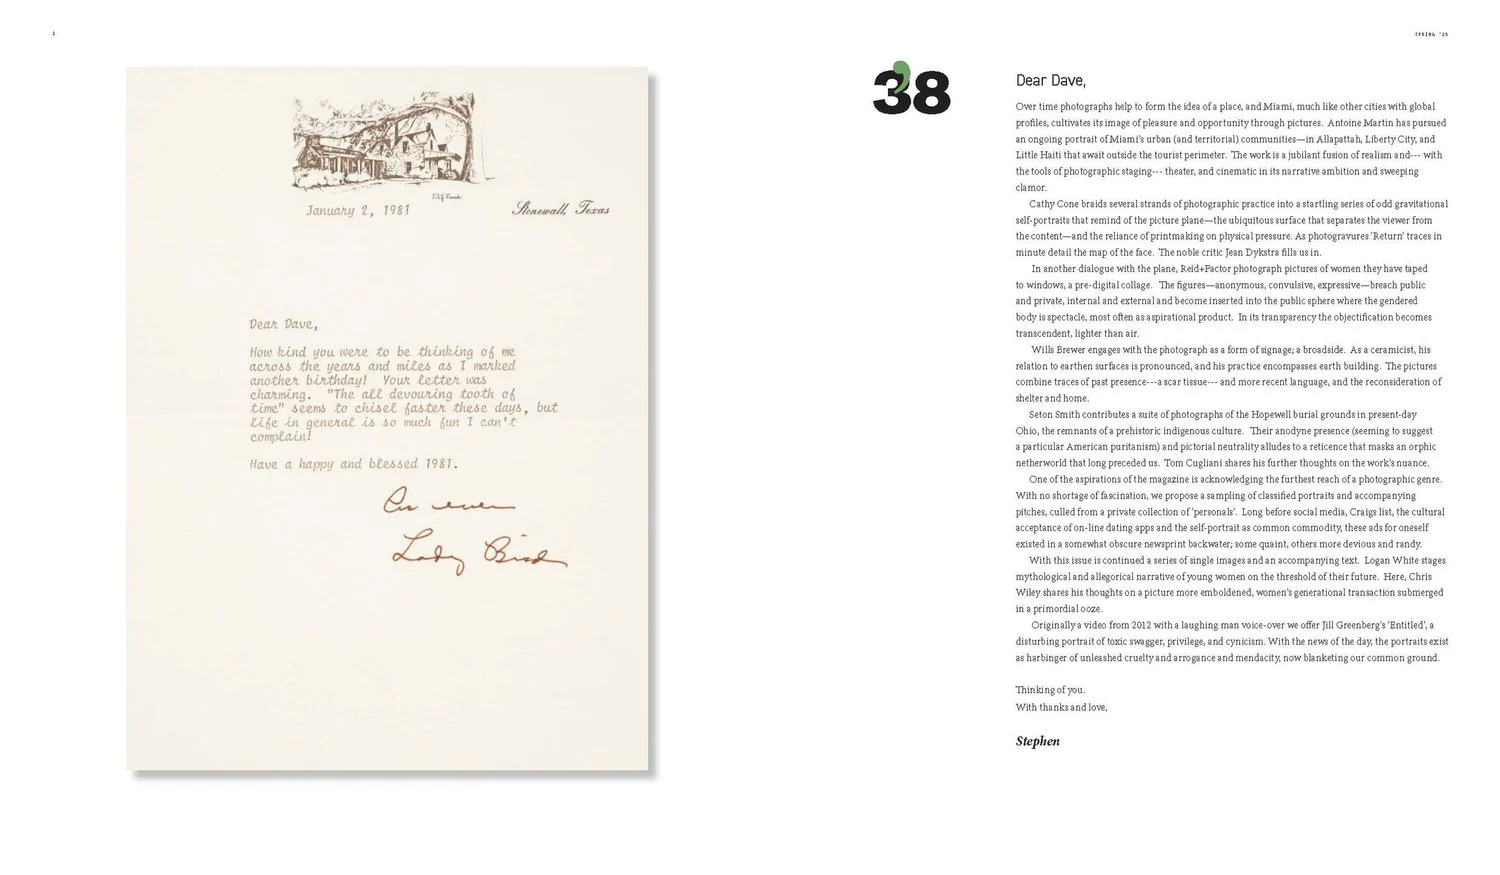 2
SPRING '25
LBJ Ranch
January 2, 1981
Stonewall, Texas
Dear Dave,
How kind you were to be thinking of me
across the years and miles as I marked
another birthday! Your letter was
charming. "The all devouring tooth of
time" seems to chisel faster these days, but
life in general is so much fun I can't
complain!
Have a happy and blessed 1981.
As ever
Lady Bird
3'8
Dear Dave,
Over time photographs help to form the idea of a place, and Miami, much like other cities with global
profiles, cultivates its image of pleasure and opportunity through pictures. Antoine Martin has pursued
an ongoing portrait of Miami's urban (and territorial) communities—in Allapattah, Liberty City, and
Little Haiti that await outside the tourist perimeter. The work is a jubilant fusion of realism and--- with
the tools of photographic staging--- theater, and cinematic in its narrative ambition and sweeping
clamor.
Cathy Cone braids several strands of photographic practice into a startling series of odd gravitational
self-portraits that remind of the picture plane—the ubiquitous surface that separates the viewer from
the content—and the reliance of printmaking on physical pressure. As photogravures 'Return' traces in
minute detail the map of the face. The noble critic Jean Dykstra fills us in.
In another dialogue with the plane, Reid+Factor photograph pictures of women they have taped
to windows, a pre-digital collage. The figures—anonymous, convulsive, expressive—breach public
and private, internal and external and become inserted into the public sphere where the gendered
body is spectacle, most often as aspirational product. In its transparency the objectification becomes
transcendent, lighter than air.
Wills Brewer engages with the photograph as a form of signage; a broadside. As a ceramicist, his
relation to earthen surfaces is pronounced, and his practice encompasses earth building. The pictures
combine traces of past presence---a scar tissue--- and more recent language, and the reconsideration of
shelter and home.
Seton Smith contributes a suite of photographs of the Hopewell burial grounds in present-day
Ohio, the remnants of a prehistoric indigenous culture. Their anodyne presence (seeming to suggest
a particular American puritanism) and pictorial neutrality alludes to a reticence that masks an orphic
netherworld that long preceded us. Tom Cugliani shares his further thoughts on the work's nuance.
One of the aspirations of the magazine is acknowledging the furthest reach of a photographic genre.
With no shortage of fascination, we propose a sampling of classified portraits and accompanying
pitches, culled from a private collection of 'personals'. Long before social media, Craigs list, the cultural
acceptance of on-line dating apps and the self-portrait as common commodity, these ads for oneself
existed in a somewhat obscure newsprint backwater; some quaint, others more devious and randy.
With this issue is continued a series of single images and an accompanying text. Logan White stages
mythological and allegorical narrative of young women on the threshold of their future. Here, Chris
Wiley shares his thoughts on a picture more emboldened, women's generational transaction submerged
in a primordial ooze.
Originally a video from 2012 with a laughing man voice-over we offer Jill Greenberg's 'Entitled', a
disturbing portrait of toxic swagger, privilege, and cynicism. With the news of the day, the portraits exist
as harbinger of unleashed cruelty and arrogance and mendacity, now blanketing our common ground.
Thinking of you.
With thanks and love,
Stephen